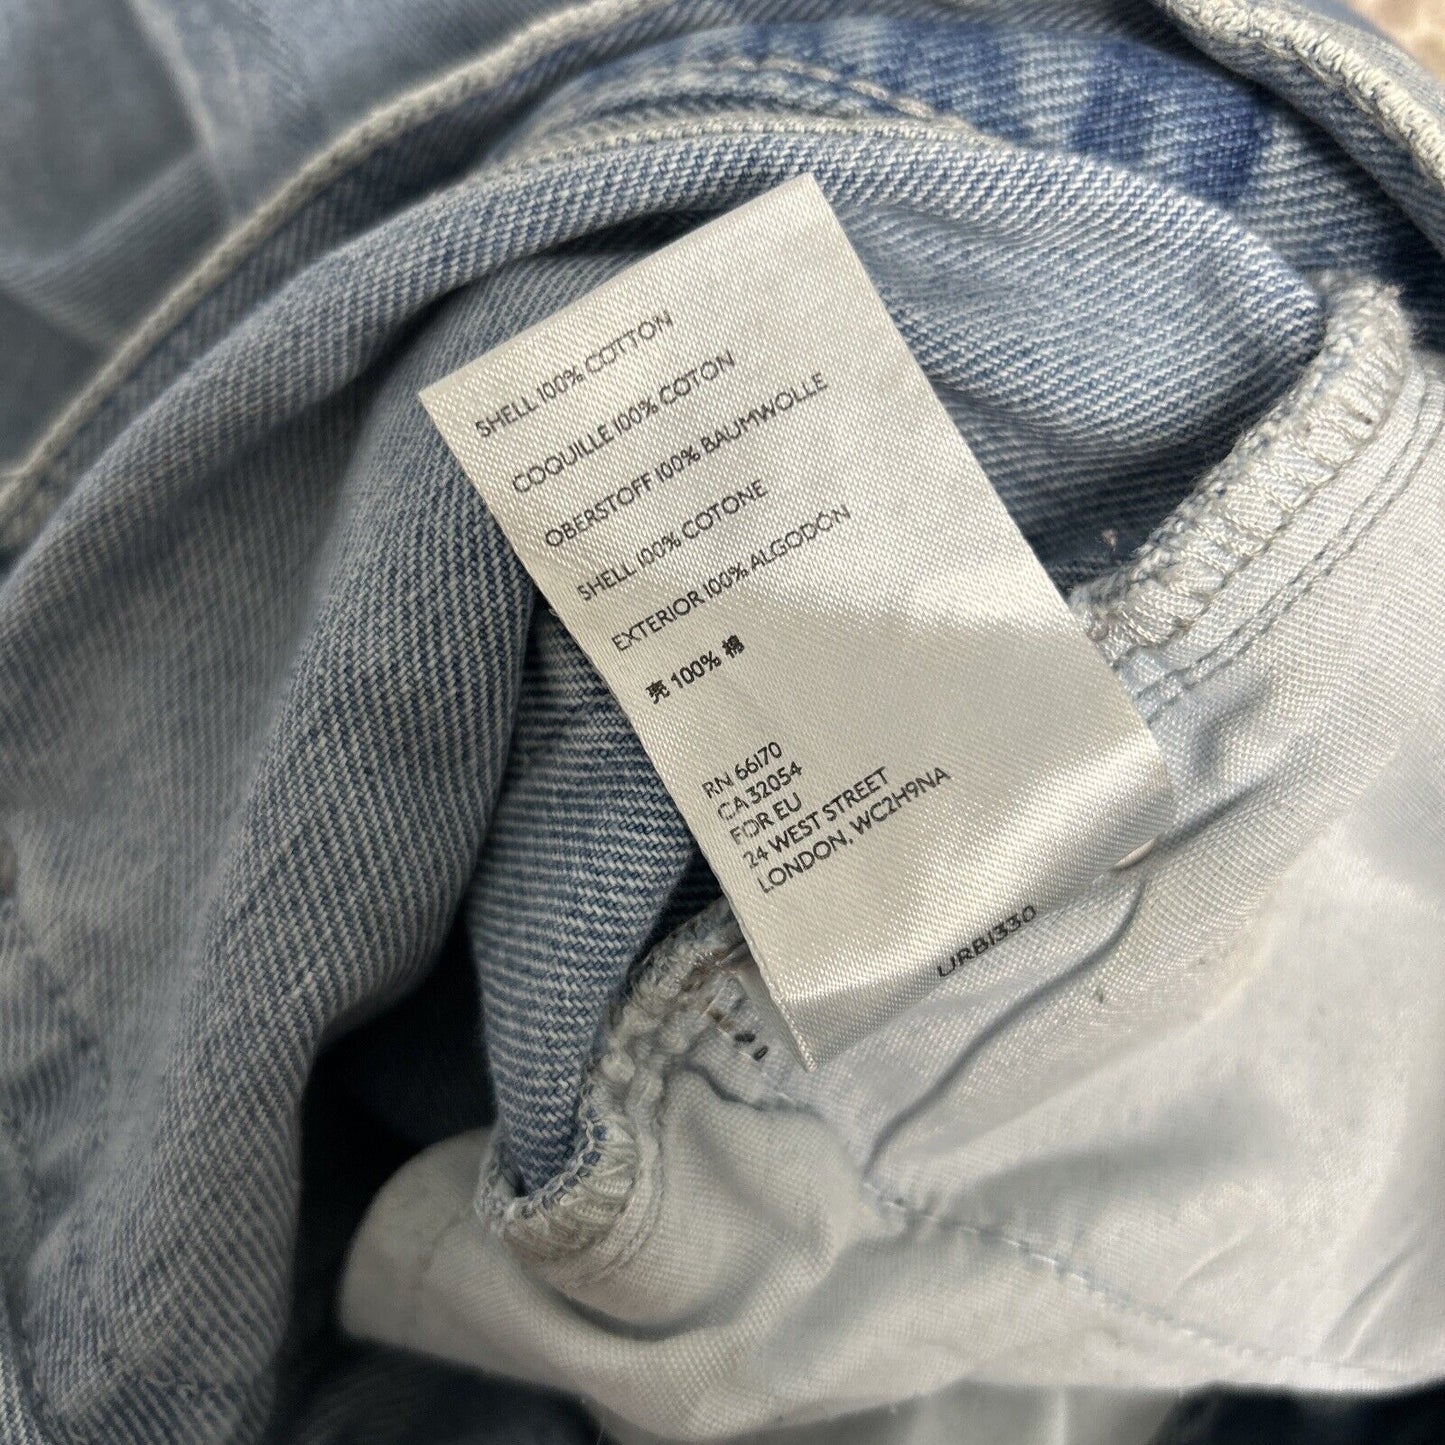 SHELL 100% COTTON
COQUILLE 100% COTON
OBERSTOFF 100% BAUMWOLLE
SHELL 100% COTONE
EXTERIOR 100% ALGODÓN
壳 100% 棉
RN 66170
CA 32054
FOR EU
24 WEST STREET
LONDON, WC2H9NA
URB1330